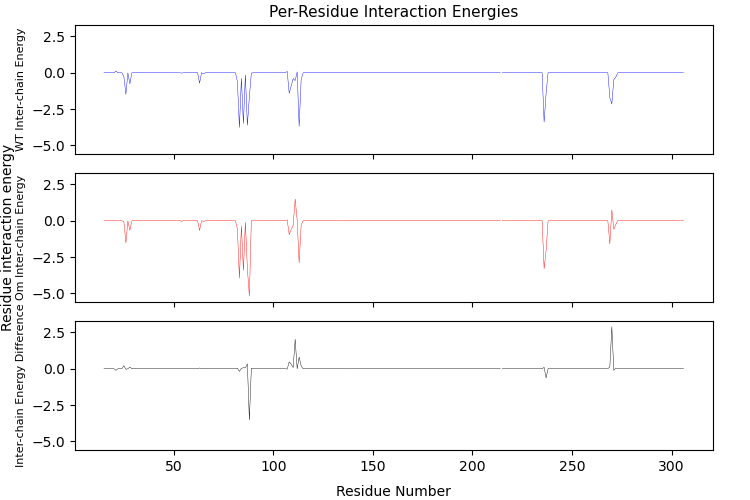 Per-Residue Interaction Energies
WT Inter-chain Energy
2.5
0.0
−2.5
−5.0
Residue interaction energy
Om Inter-chain Energy
2.5
0.0
−2.5
−5.0
Inter-chain Energy Difference
2.5
0.0
−2.5
−5.0
50 100 150 200 250 300
Residue Number